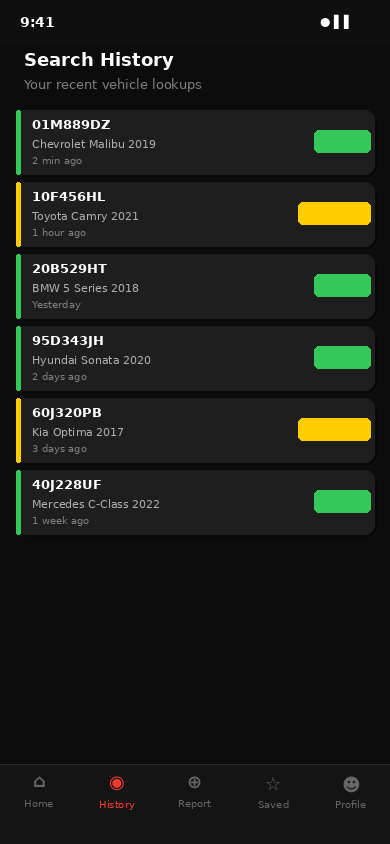 9:41
Search History
Your recent vehicle lookups
01M889DZ
Chevrolet Malibu 2019
2 min ago
10F456HL
Toyota Camry 2021
1 hour ago
20B529HT
BMW 5 Series 2018
Yesterday
95D343JH
Hyundai Sonata 2020
2 days ago
60J320PB
Kia Optima 2017
3 days ago
40J228UF
Mercedes C-Class 2022
1 week ago
Home
History
Report
Saved
Profile